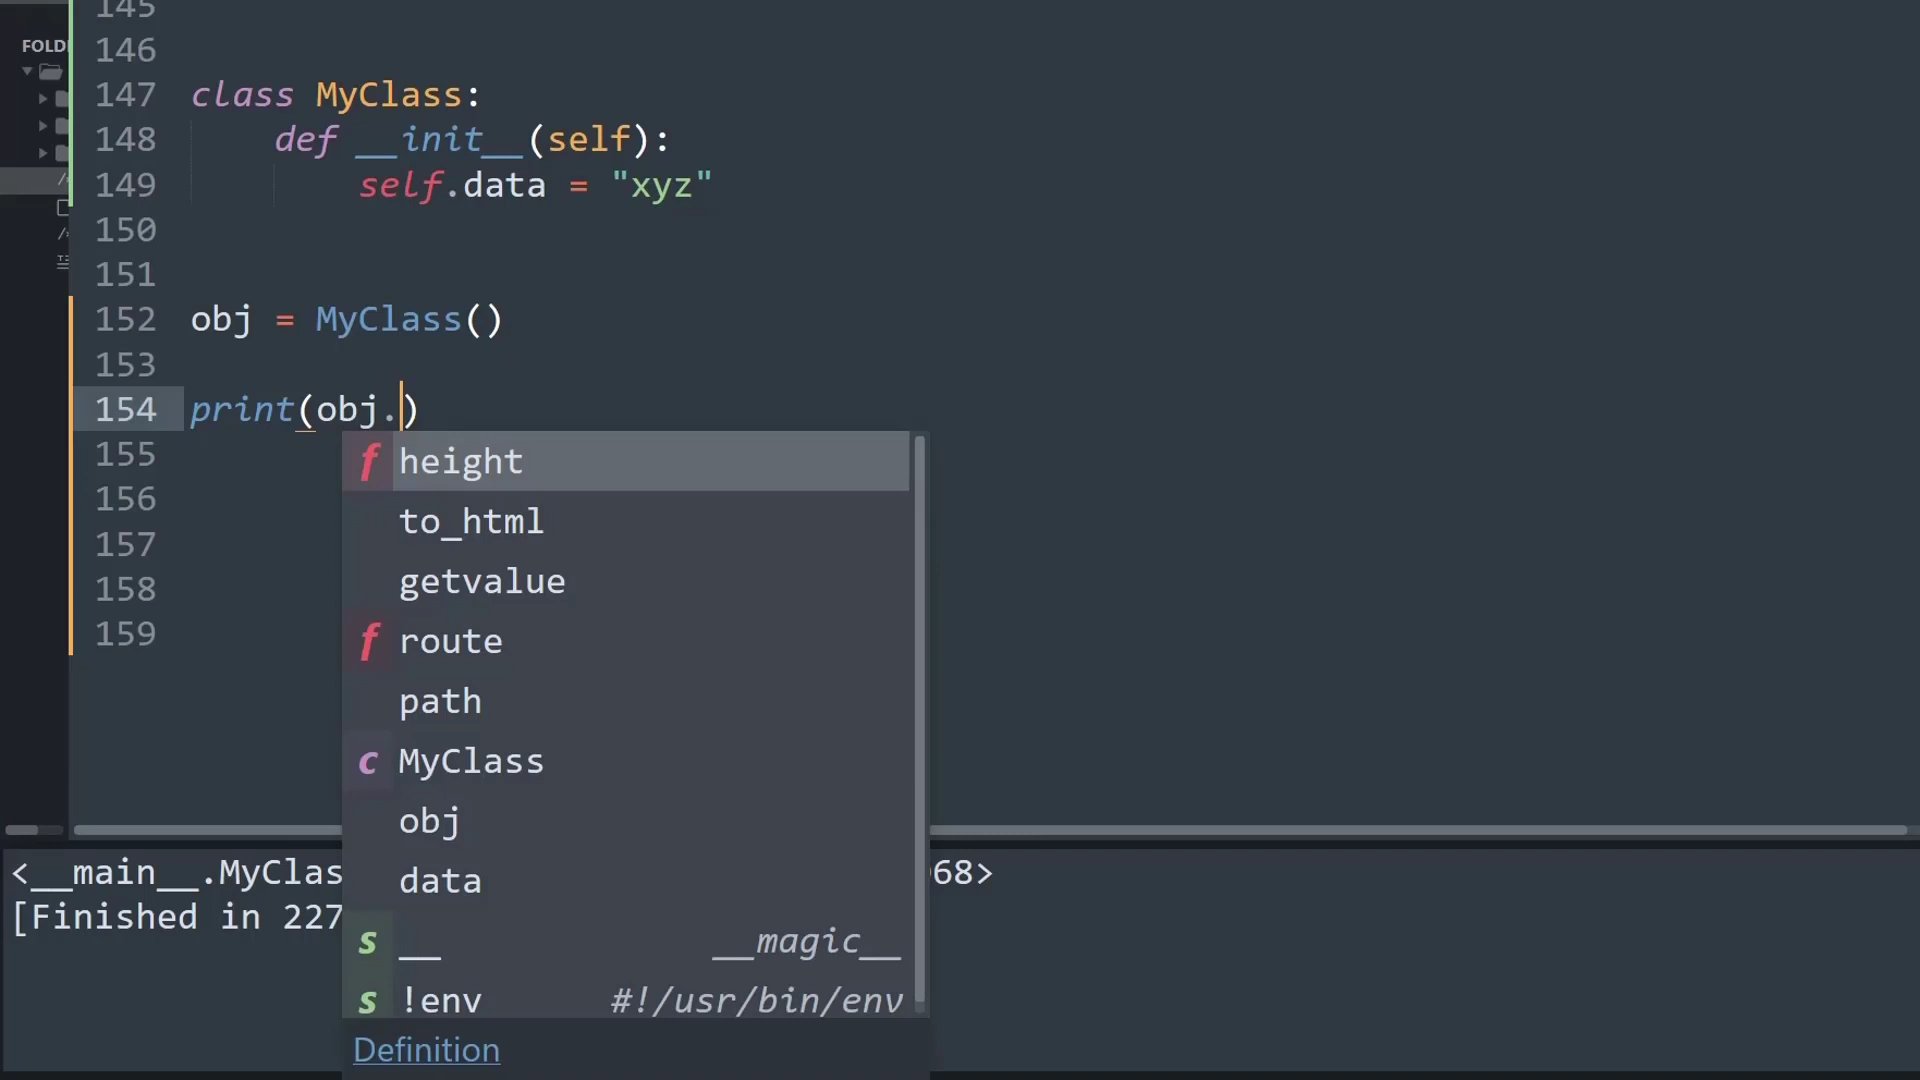 FOLD
145
146
147 class MyClass:
148 def __init__(self):
149 self.data = "xyz"
150
151
152 obj = MyClass()
153
154 print(obj.)
155
156
157
158
159
f height
to_html
getvalue
f route
path
c MyClass
obj
data
s __ __magic__
s !env #!/usr/bin/env
Definition
<__main__.MyClas 68>
[Finished in 227